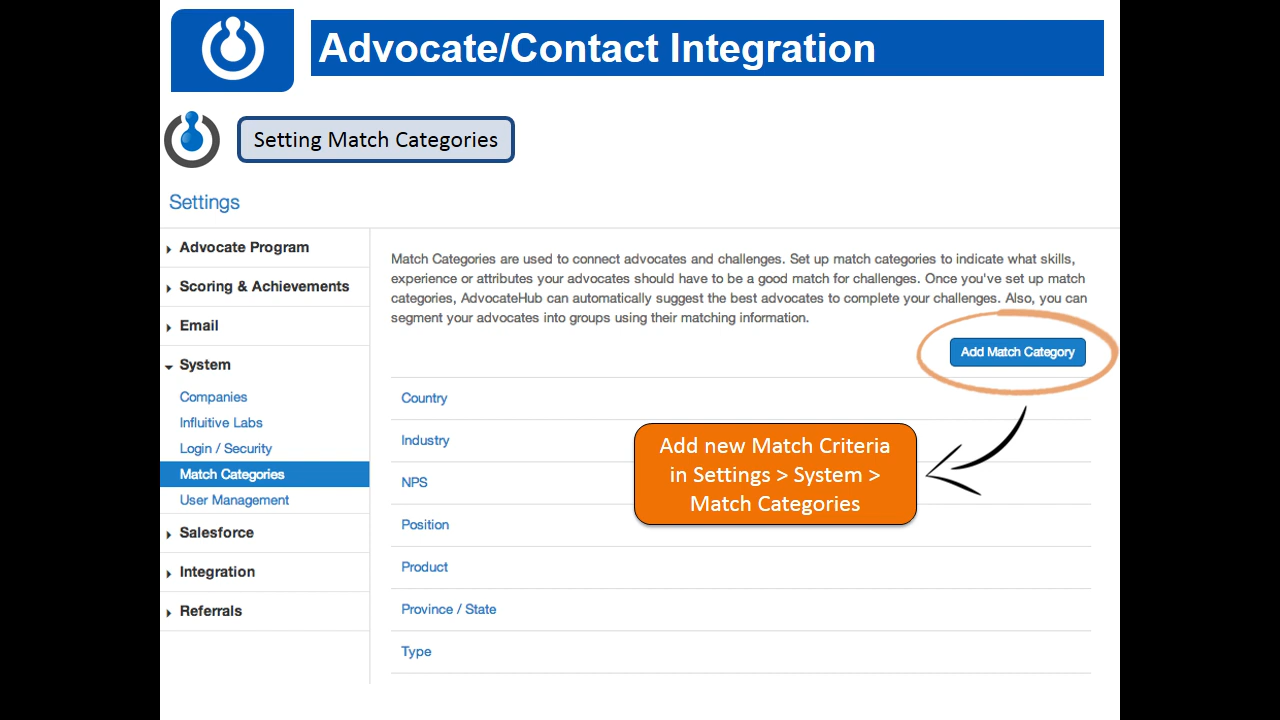 Advocate/Contact Integration
Setting Match Categories
Settings
Advocate Program
Scoring & Achievements
Email
System
Companies
Influitive Labs
Login / Security
Match Categories
User Management
Salesforce
Integration
Referrals
Match Categories are used to connect advocates and challenges. Set up match categories to indicate what skills,
experience or attributes your advocates should have to be a good match for challenges. Once you've set up match
categories, AdvocateHub can automatically suggest the best advocates to complete your challenges. Also, you can
segment your advocates into groups using their matching information.
Add Match Category
Country
Industry
NPS
Position
Product
Province / State
Type
Add new Match Criteria
in Settings > System >
Match Categories